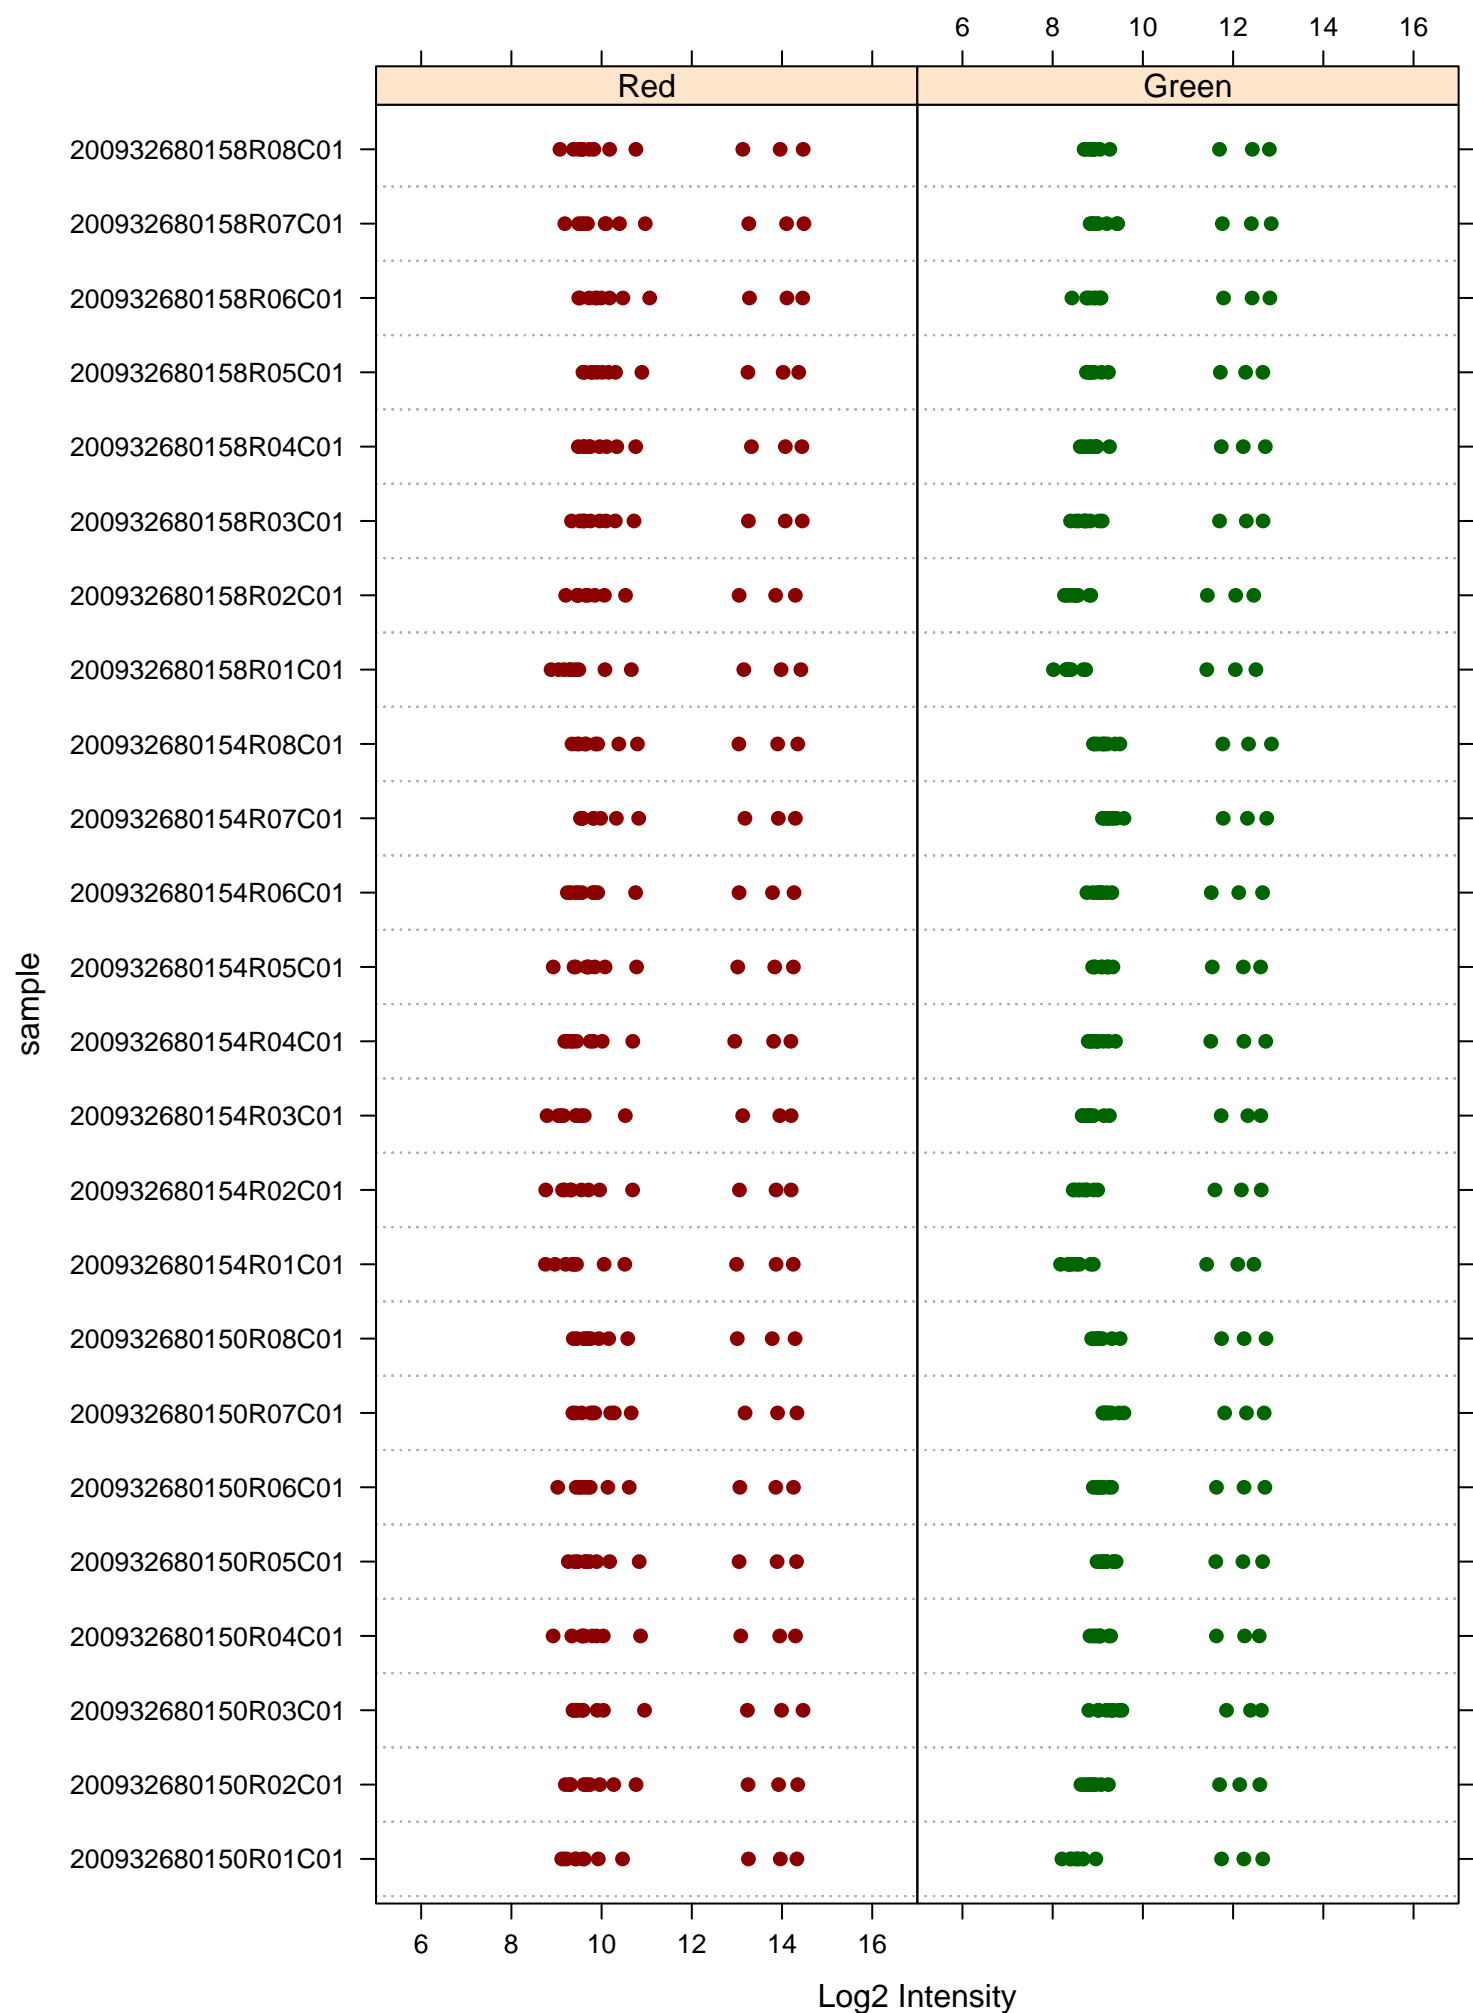 6 8 10 12 14 16
Red Green
200932680158R08C01
200932680158R07C01
200932680158R06C01
200932680158R05C01
200932680158R04C01
200932680158R03C01
200932680158R02C01
200932680158R01C01
200932680154R08C01
200932680154R07C01
200932680154R06C01
200932680154R05C01
200932680154R04C01
200932680154R03C01
200932680154R02C01
200932680154R01C01
200932680150R08C01
200932680150R07C01
200932680150R06C01
200932680150R05C01
200932680150R04C01
200932680150R03C01
200932680150R02C01
200932680150R01C01
sample
6 8 10 12 14 16
Log2 Intensity